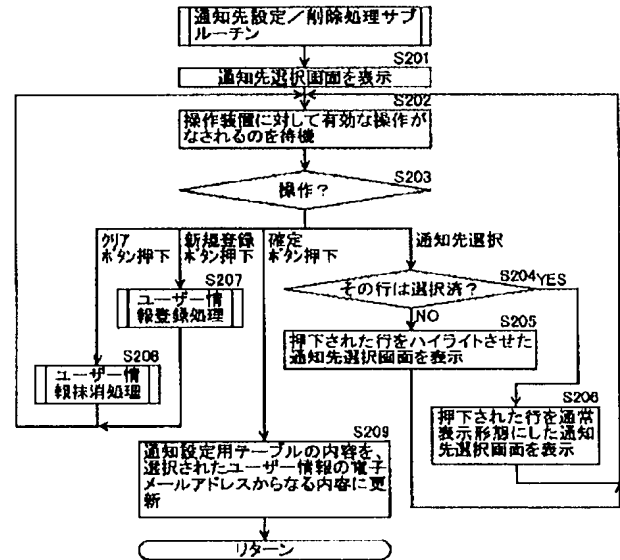 通知先設定／削除処理サブ
ルーチン
S201
通知先選択画面を表示
S202
操作装置に対して有効な操作が
なされるのを待機
S203
操作？
クリア
ボタン押下
新規登録
ボタン押下
確定
ボタン押下
通知先選択
S207
ユーザー情
報登録処理
S204
YES
その行は選択済？
NO
S205
押下された行をハイライトさせた
通知先選択画面を表示
S208
ユーザー情
報抹消処理
S206
押下された行を通常
表示形態にした通知
先選択画面を表示
S209
通知設定用テーブルの内容を、
選択されたユーザー情報の電子
メールアドレスからなる内容に更
新
リターン